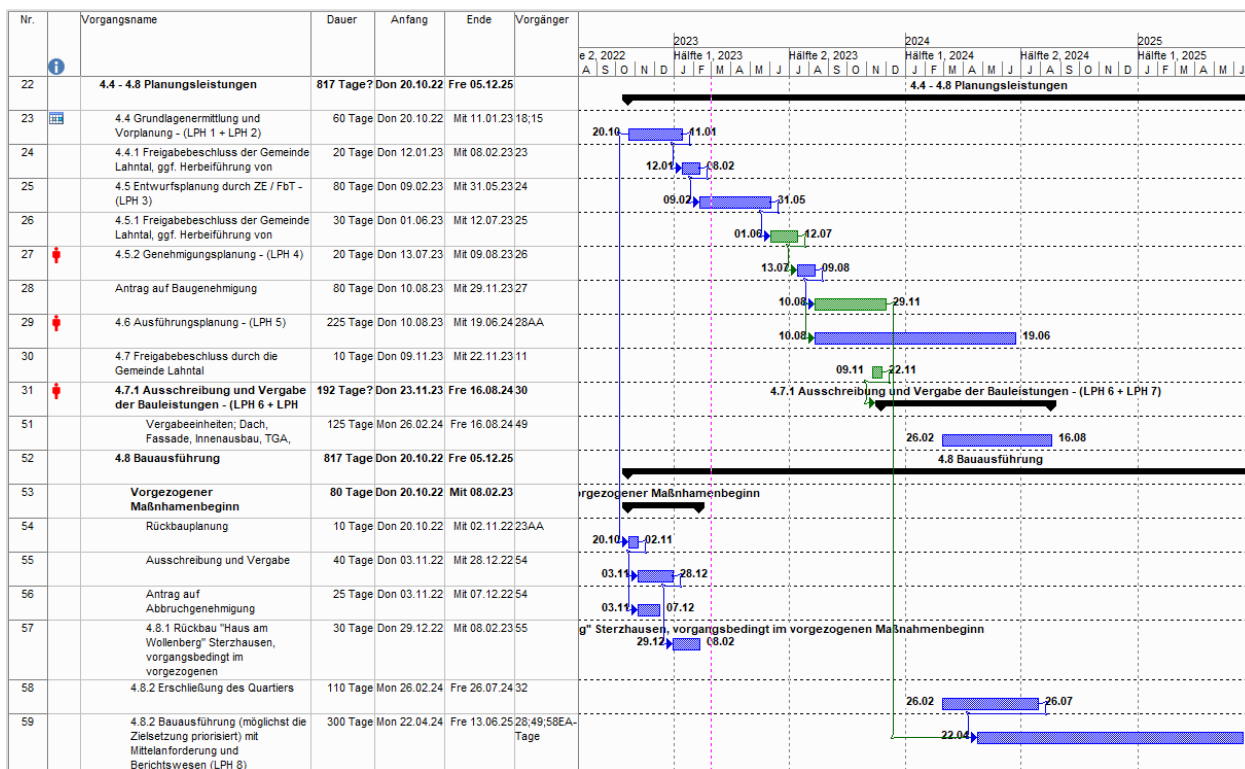 Nr. Vorgangsname Dauer Anfang Ende Vorgänger
2023 2024 2025
e 2, 2022 Hälfte 1, 2023 Hälfte 2, 2023 Hälfte 1, 2024 Hälfte 2, 2024 Hälfte 1, 2025
A S O N D J F M A M J J A S O N D J F M A M J J A S O N D J F M A M J
22 4.4 - 4.8 Planungsleistungen 817 Tage? Don 20.10.22 Fre 05.12.25 4.4 - 4.8 Planungsleistungen
23 4.4 Grundlagenermittlung und 60 Tage Don 20.10.22 Mit 11.01.23 18;15
Vorplanung - (LPH 1 + LPH 2) 20.10 11.01
24 4.4.1 Freigabebeschluss der Gemeinde 20 Tage Don 12.01.23 Mit 08.02.23 23
Lahntal, ggf. Herbeiführung von 12.01 08.02
25 4.5 Entwurfsplanung durch ZE / FbT - 80 Tage Don 09.02.23 Mit 31.05.23 24
(LPH 3) 09.02 31.05
26 4.5.1 Freigabebeschluss der Gemeinde 30 Tage Don 01.06.23 Mit 12.07.23 25
Lahntal, ggf. Herbeiführung von 01.06 12.07
27 4.5.2 Genehmigungsplanung - (LPH 4) 20 Tage Don 13.07.23 Mit 09.08.23 26
13.07 09.08
28 Antrag auf Baugenehmigung 80 Tage Don 10.08.23 Mit 29.11.23 27
10.08 29.11
29 4.6 Ausführungsplanung - (LPH 5) 225 Tage Don 10.08.23 Mit 19.06.24 28AA
10.08 19.06
30 4.7 Freigabebeschluss durch die 10 Tage Don 09.11.23 Mit 22.11.23 11
Gemeinde Lahntal 09.11 22.11
31 4.7.1 Ausschreibung und Vergabe 192 Tage? Don 23.11.23 Fre 16.08.24 30 4.7.1 Ausschreibung und Vergabe der Bauleistungen - (LPH 6 + LPH 7)
der Bauleistungen - (LPH 6 + LPH
51 Vergabeeinheiten; Dach, 125 Tage Mon 26.02.24 Fre 16.08.24 49
Fassade, Innenausbau, TGA, 26.02 16.08
52 4.8 Bauausführung 817 Tage Don 20.10.22 Fre 05.12.25 4.8 Bauausführung
53 Vorgezogener 80 Tage Don 20.10.22 Mit 08.02.23 orgezogener Maßnhamenbeginn
Maßnhamenbeginn
54 Rückbauplanung 10 Tage Don 20.10.22 Mit 02.11.22 23AA
20.10 02.11
55 Ausschreibung und Vergabe 40 Tage Don 03.11.22 Mit 28.12.22 54
03.11 28.12
56 Antrag auf 25 Tage Don 03.11.22 Mit 07.12.22 54
Abbruchgenehmigung 03.11 07.12
57 4.8.1 Rückbau "Haus am 30 Tage Don 29.12.22 Mit 08.02.23 55 g" Sterzhausen, vorgangsbedingt im vorgezogenen Maßnahmenbeginn
Wollenberg" Sterzhausen, 29.12 08.02
vorgangsbedingt im
vorgezogenen
58 4.8.2 Erschließung des Quartiers 110 Tage Mon 26.02.24 Fre 26.07.24 32
26.02 26.07
59 4.8.2 Bauausführung (möglichst die 300 Tage Mon 22.04.24 Fre 13.06.25 28;49;58EA-
Zielsetzung priorisiert) mit Tage 22.04
Mittelanforderung und
Berichtswesen (LPH 8)